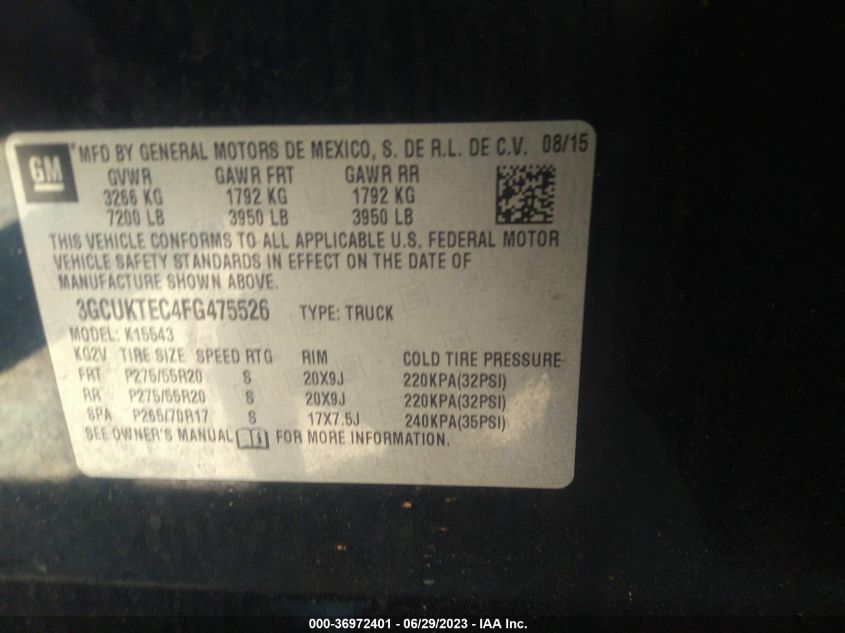 GM
® MFD BY GENERAL MOTORS DE MEXICO, S. DE R.L. DE C.V. 08/15
GVWR GAWR FRT GAWR RR
3266 KG 1792 KG 1792 KG
7200 LB 3950 LB 3950 LB
THIS VEHICLE CONFORMS TO ALL APPLICABLE U.S. FEDERAL MOTOR
VEHICLE SAFETY STANDARDS IN EFFECT ON THE DATE OF
MANUFACTURE SHOWN ABOVE.
3GCUKTEC4FG475526 TYPE: TRUCK
MODEL: K15543
KG2V TIRE SIZE SPEED RTG RIM COLD TIRE PRESSURE
FRT P275/55R20 S 20X9J 220KPA(32PSI)
RR P275/55R20 S 20X9J 220KPA(32PSI)
SPA P265/70R17 S 17X7.5J 240KPA(35PSI)
SEE OWNER'S MANUAL FOR MORE INFORMATION.
000-36972401 - 06/29/2023 - IAA Inc.